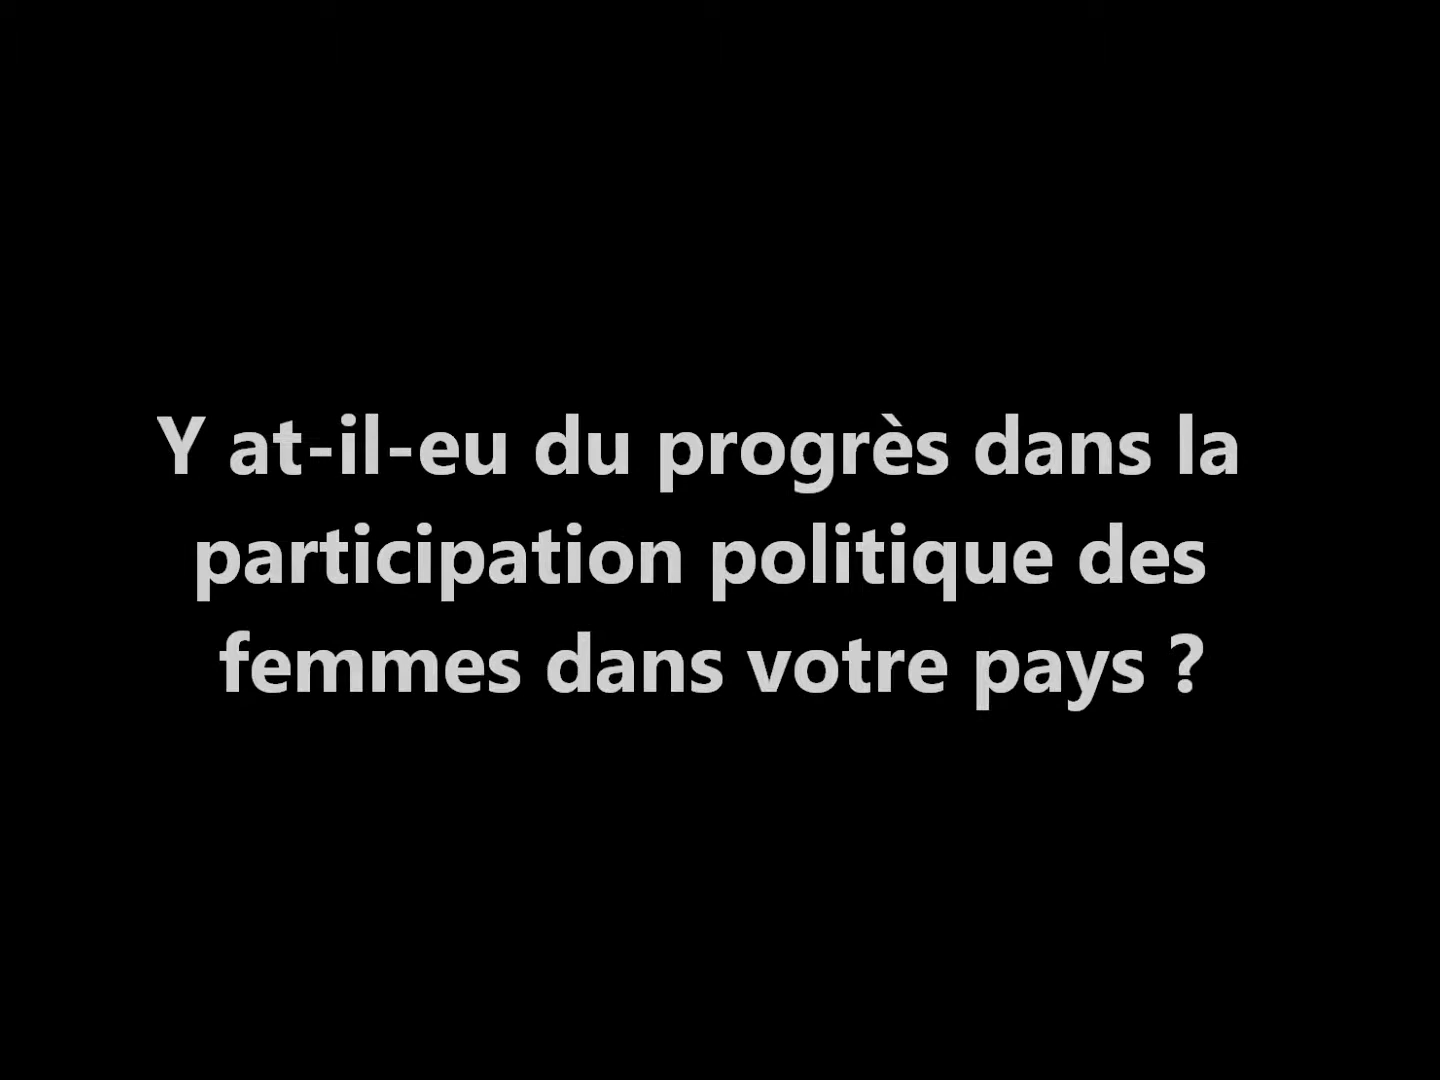 Y at-il-eu du progrès dans la
participation politique des
femmes dans votre pays ?